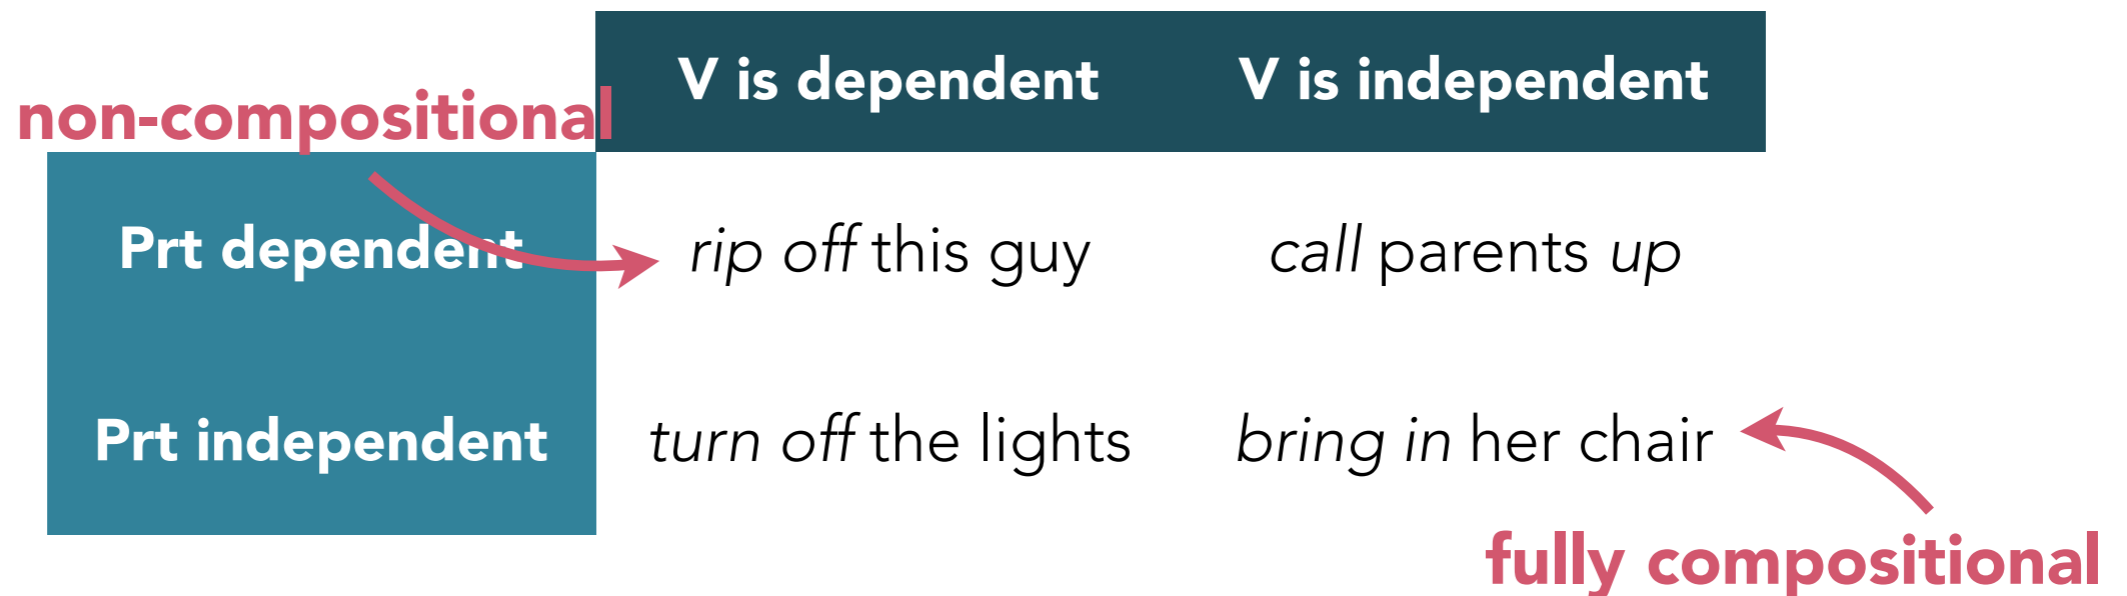 V is dependent V is independent
non-compositional
Prt dependent rip off this guy call parents up
Prt independent turn off the lights bring in her chair
fully compositional